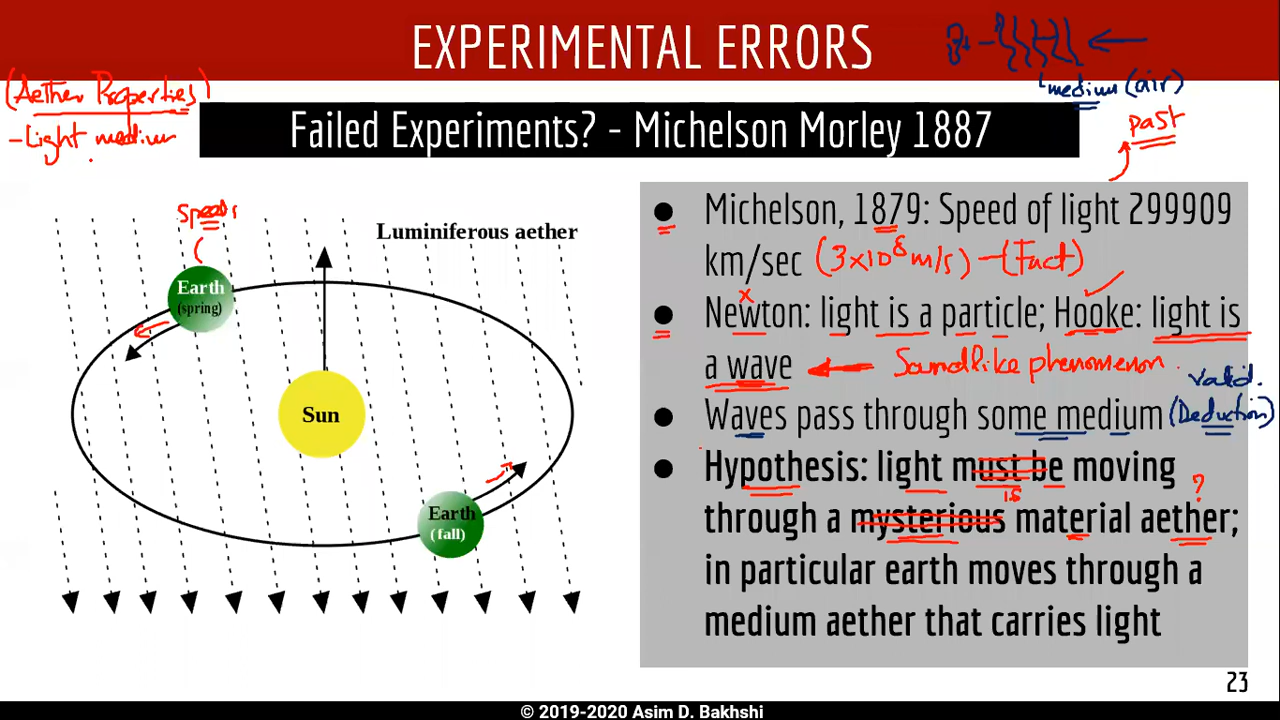 EXPERIMENTAL ERRORS
medium (air)
(Aether Properties)
-Light medium
Failed Experiments? - Michelson Morley 1887
past
Speed
Luminiferous aether
Earth
(spring)
Sun
Earth
(fall)
● Michelson, 1879: Speed of light 299909
km/sec (3x10⁸m/s) - (Fact)
● Newton: light is a particle; Hooke: light is
a wave Soundlike phenomenon.
valid.
● Waves pass through some medium (Deduction)
● Hypothesis: light must be moving
is ?
through a mysterious material aether;
in particular earth moves through a
medium aether that carries light
23
© 2019-2020 Asim D. Bakhshi